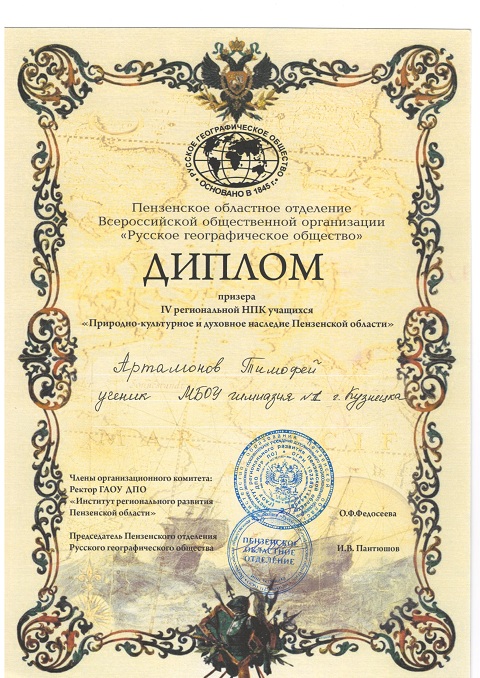 РУССКОЕ ГЕОГРАФИЧЕСКОЕ ОБЩЕСТВО
• ОСНОВАНО В 1845 г. •
Пензенское областное отделение
Всероссийской общественной организации
«Русское географическое общество»
ДИПЛОМ
призера
IV региональной НПК учащихся
«Природно-культурное и духовное наследие Пензенской области»
Артамонов Тимофей
ученик МБОУ гимназия №1 г. Кузнецка
Члены организационного комитета:
Ректор ГАОУ ДПО
«Институт регионального развития
Пензенской области»
О.Ф.Федосеева
Председатель Пензенского отделения
Русского географического общества
И.В. Пантюшов
ПЕНЗЕНСКОЕ
ОБЛАСТНОЕ
ОТДЕЛЕНИЕ